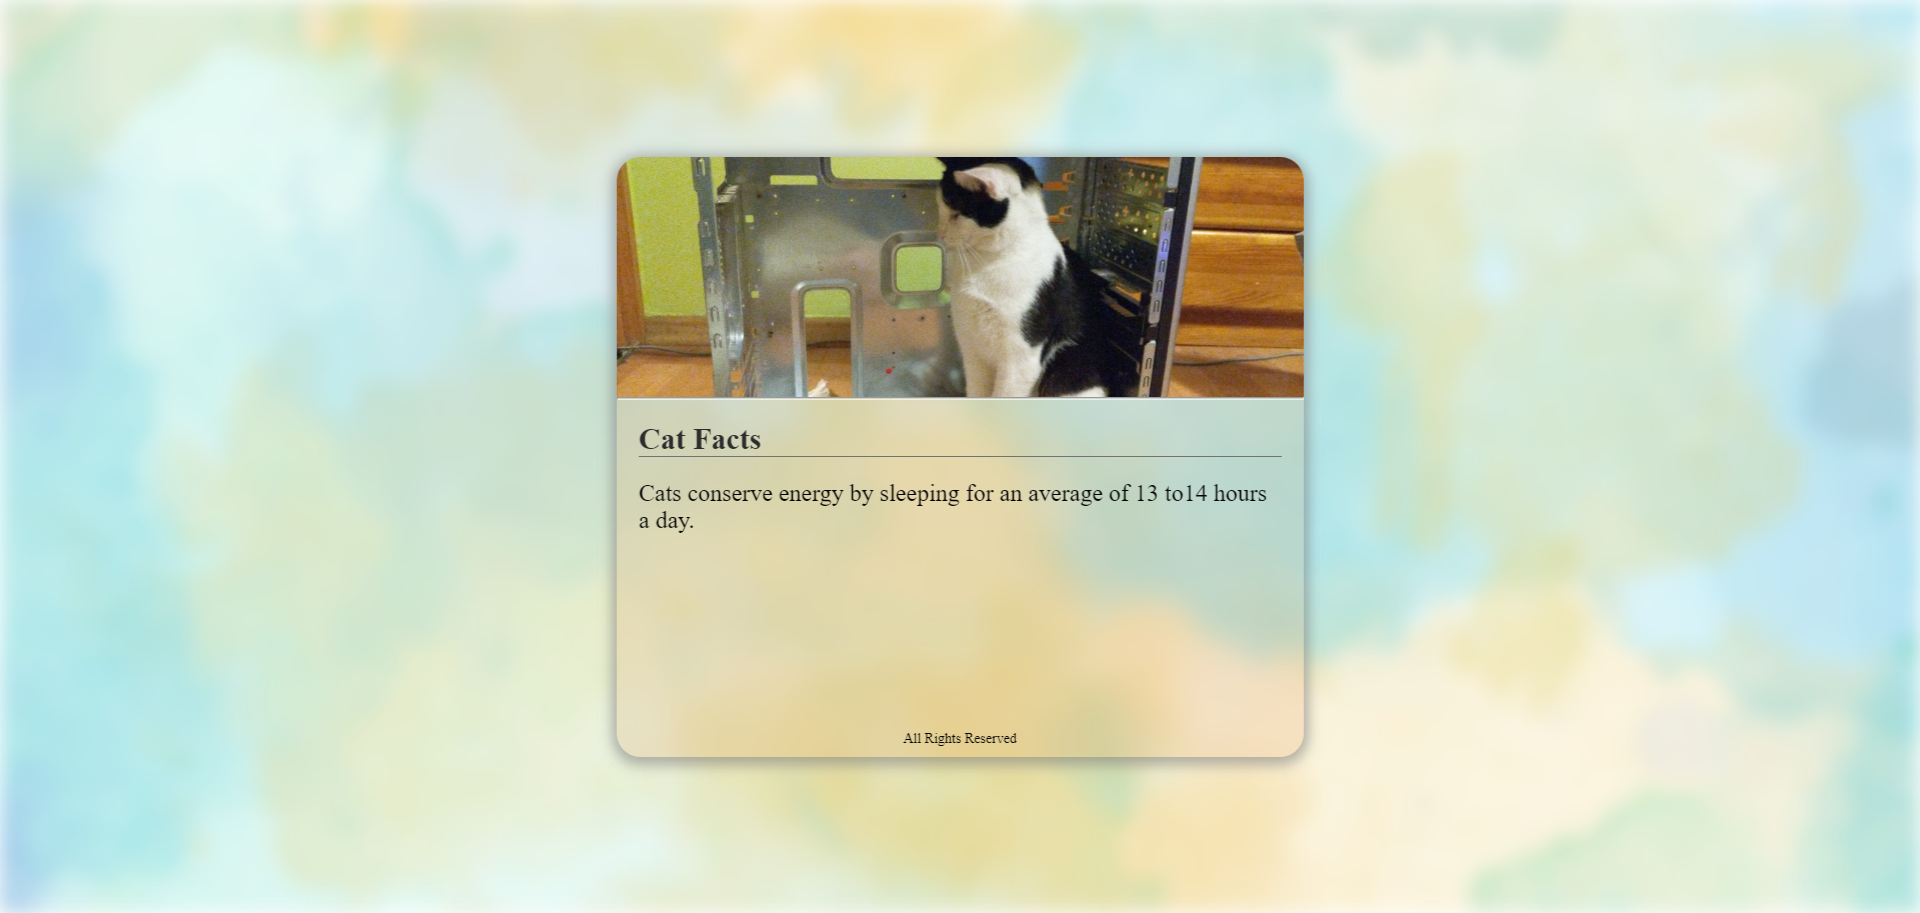 Cat Facts
Cats conserve energy by sleeping for an average of 13 to14 hours
a day.
All Rights Reserved